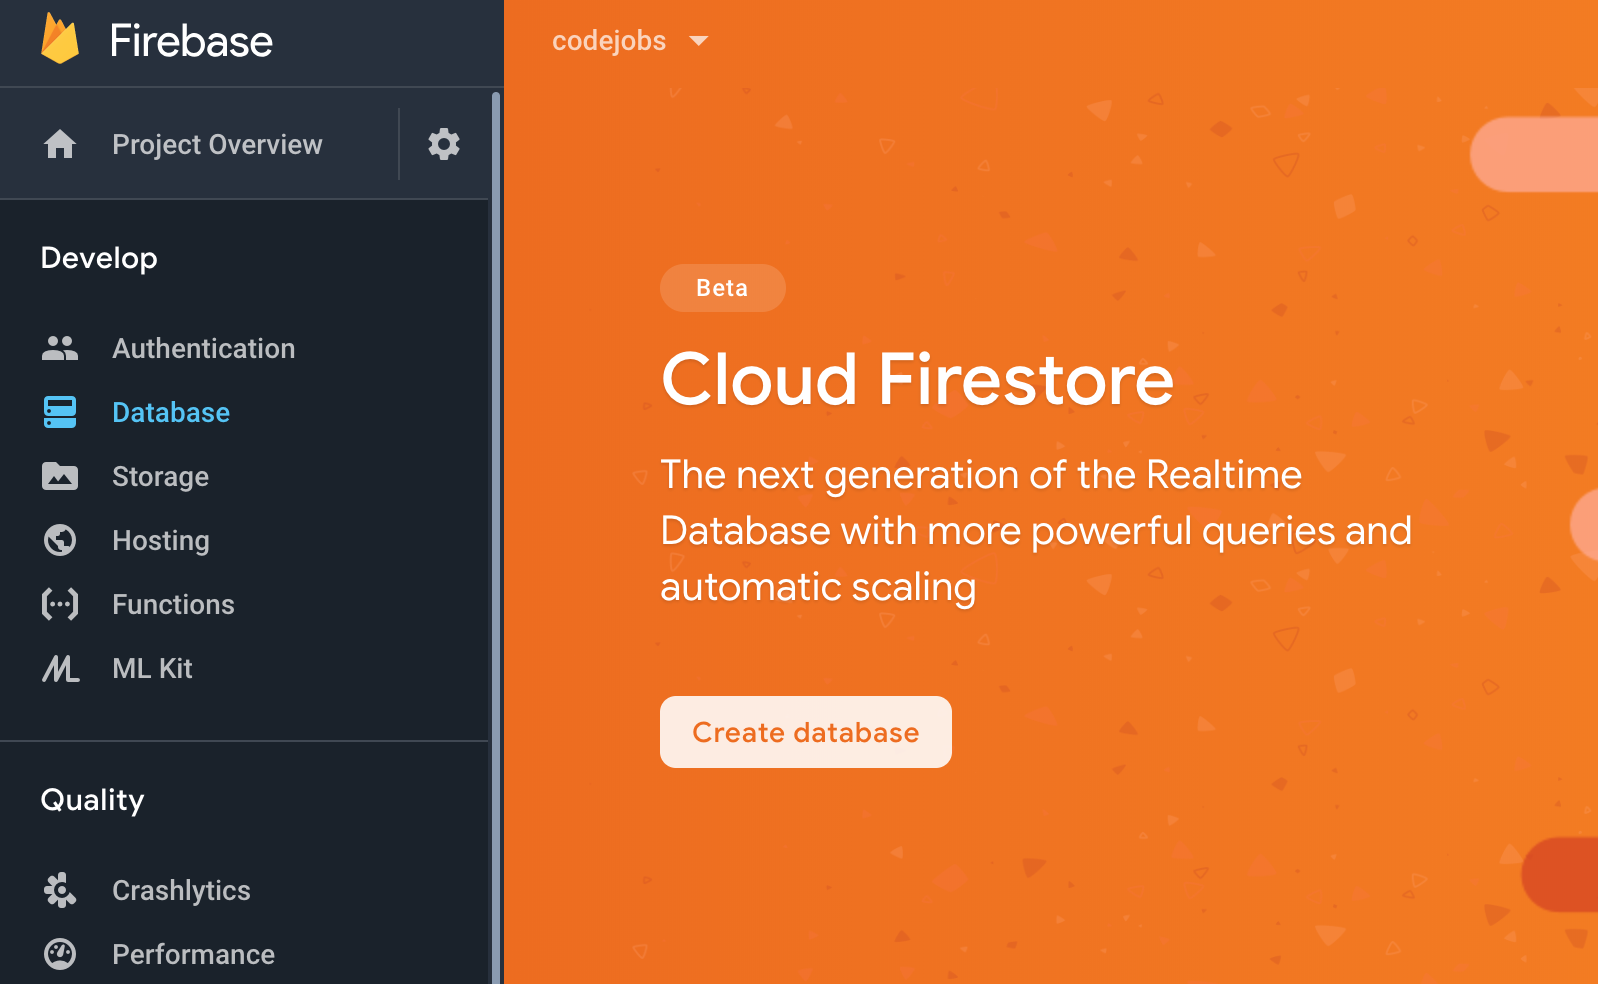 Firebase
codejobs
Project Overview
Develop
Authentication
Database
Storage
Hosting
Functions
ML Kit
Quality
Crashlytics
Performance
Beta
Cloud Firestore
The next generation of the Realtime
Database with more powerful queries and
automatic scaling
Create database